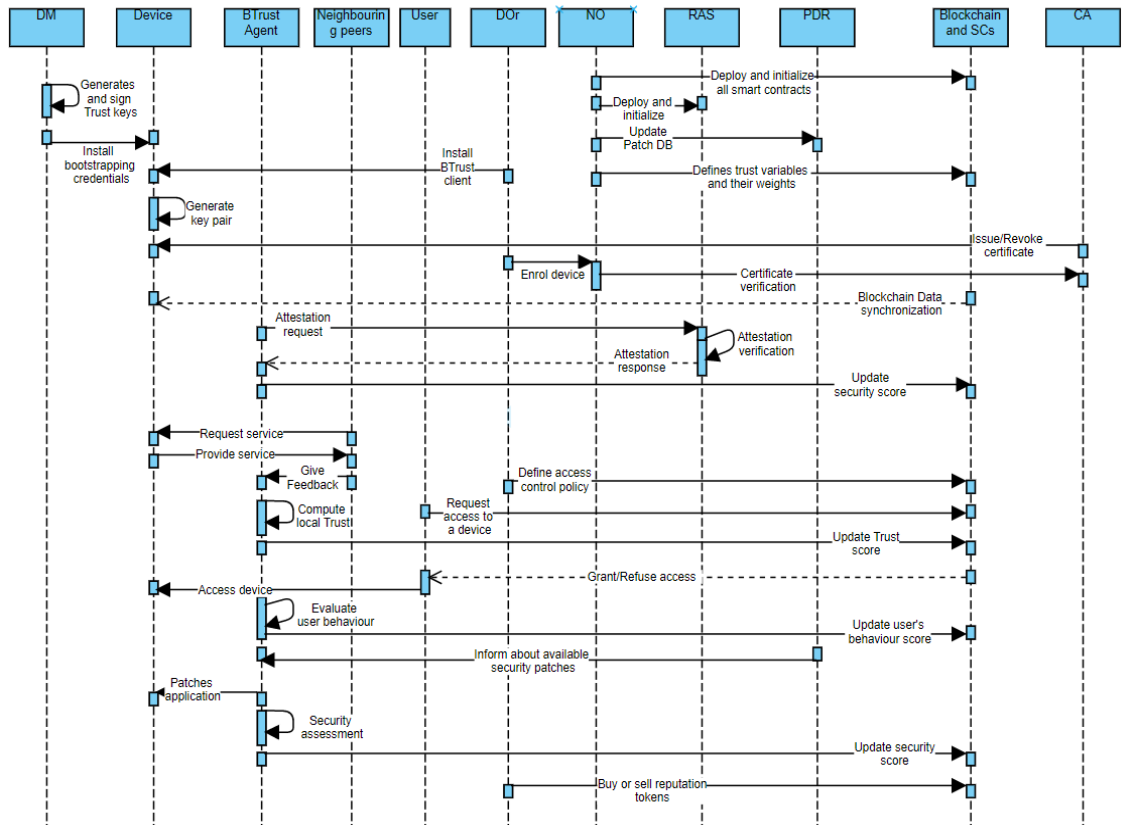 DM
Device
BTrust
Agent
Neighbourin
g peers
User
DOr
NO
RAS
PDR
Blockchain
and SCs
CA
Generates
and sign
Trust keys
Deploy and initialize
all smart contracts
Deploy and
initialize
Update
Patch DB
Install
bootstrapping
credentials
Install
BTrust
client
Defines trust variables
and their weights
Generate
key pair
Issue/Revoke
certificate
Enrol device
Certificate
verification
Blockchain Data
synchronization
Attestation
request
Attestation
verification
Attestation
response
Update
security score
Request service
Provide service
Give
Feedback
Define access
control policy
Compute
local Trust
Request
access to
a device
Update Trust
score
Grant/Refuse access
Access device
Evaluate
user behaviour
Update user's
behaviour score
Inform about available
security patches
Patches
application
Security
assessment
Update security
score
Buy or sell reputation
tokens